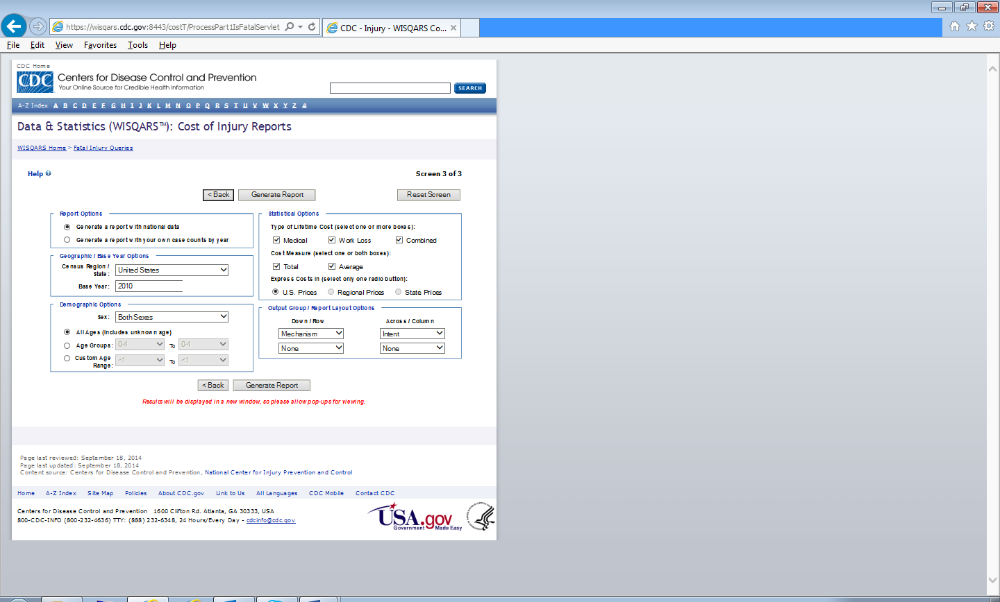 https://wisqars.cdc.gov:8443/costT/ProcessPart1IsFatalServlet
CDC - Injury - WISQARS Co...
File Edit View Favorites Tools Help
CDC Home
CDC Centers for Disease Control and Prevention
Your Online Source for Credible Health Information
SEARCH
A-Z Index A B C D E F G H I J K L M N O P Q R S T U V W X Y Z #
Data & Statistics (WISQARS™): Cost of Injury Reports
WISQARS Home > Fatal Injury Queries
Help
Screen 3 of 3
< Back Generate Report Reset Screen
Report Options
Generate a report with national data
Generate a report with your own case counts by year
Geographic / Base Year Options
Census Region / State: United States
Base Year: 2010
Demographic Options
Sex: Both Sexes
All Ages (includes unknown age)
Age Groups: 0-4 To 0-4
Custom Age Range: <1 To <1
Statistical Options
Type of Lifetime Cost (select one or more boxes):
Medical Work Loss Combined
Cost Measure (select one or both boxes):
Total Average
Express Costs in (select only one radio button):
U.S. Prices Regional Prices State Prices
Output Group / Report Layout Options
Down / Row Across / Column
Mechanism Intent
None None
< Back Generate Report
Results will be displayed in a new window, so please allow pop-ups for viewing.
Page last reviewed: September 18, 2014
Page last updated: September 18, 2014
Content source: Centers for Disease Control and Prevention, National Center for Injury Prevention and Control
Home A-Z Index Site Map Policies About CDC.gov Link to Us All Languages CDC Mobile Contact CDC
Centers for Disease Control and Prevention 1600 Clifton Rd. Atlanta, GA 30333, USA
800-CDC-INFO (800-232-4636) TTY: (888) 232-6348, 24 Hours/Every Day - cdcinfo@cdc.gov
USA.gov
Government Made Easy